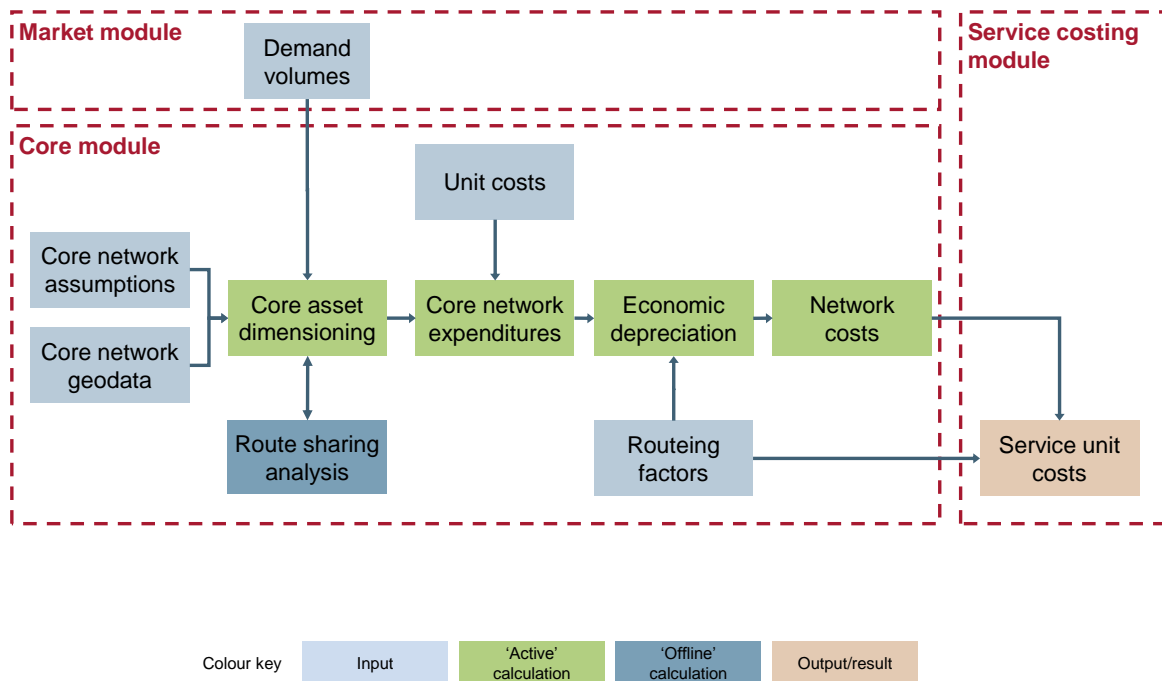 Market module
Demand
volumes
Service costing
module
Core module
Unit costs
Core network
assumptions
Core asset
dimensioning
Core network
expenditures
Economic
depreciation
Network
costs
Core network
geodata
Route sharing
analysis
Routeing
factors
Service unit
costs
Colour key
Input
‘Active’
calculation
‘Offline’
calculation
Output/result